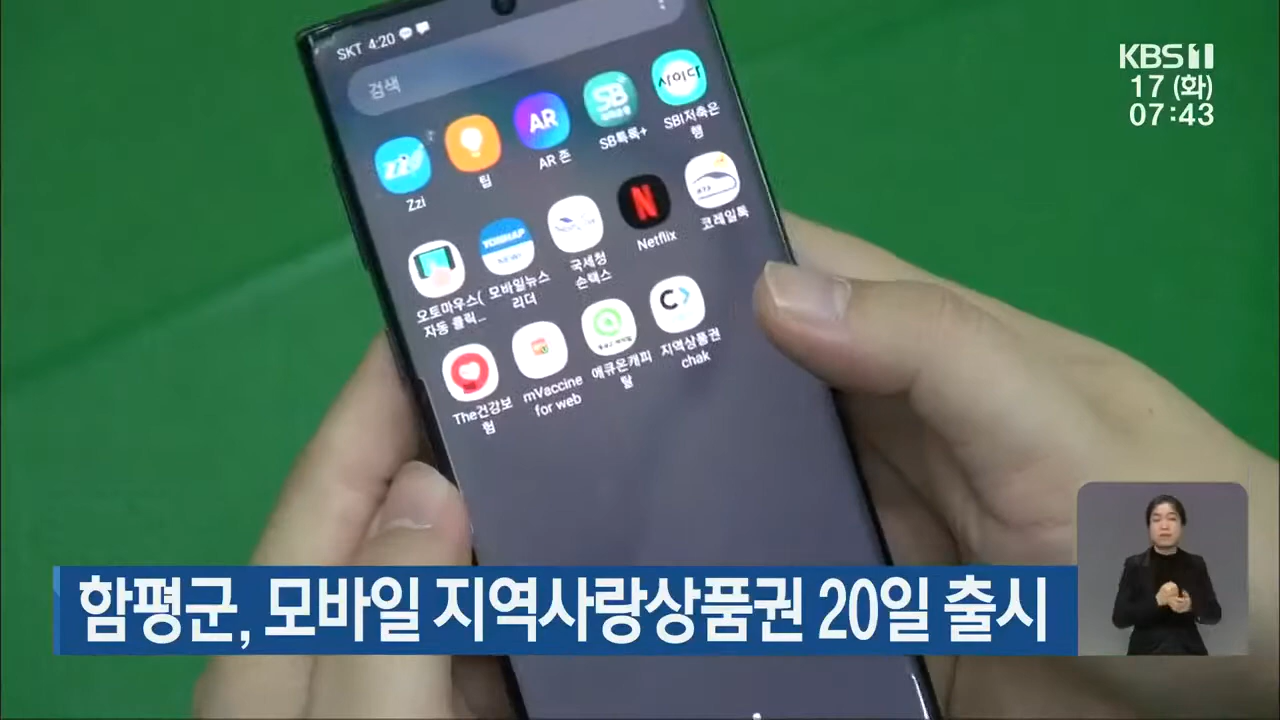 KBS 1
17 (화)
07:43
SKT 4:20
검색
Zzi
팁
AR
AR 존
SB
SB톡톡+
사이다
SBI저축은
행
오토마우스(
자동 클릭...
YONHAP
NEWS
모바일뉴스
리더
국세청
손택스
N
Netflix
코레일톡
The건강보
험
mVaccine
for web
애큐온캐피
탈
지역상품권
chak
함평군, 모바일 지역사랑상품권 20일 출시